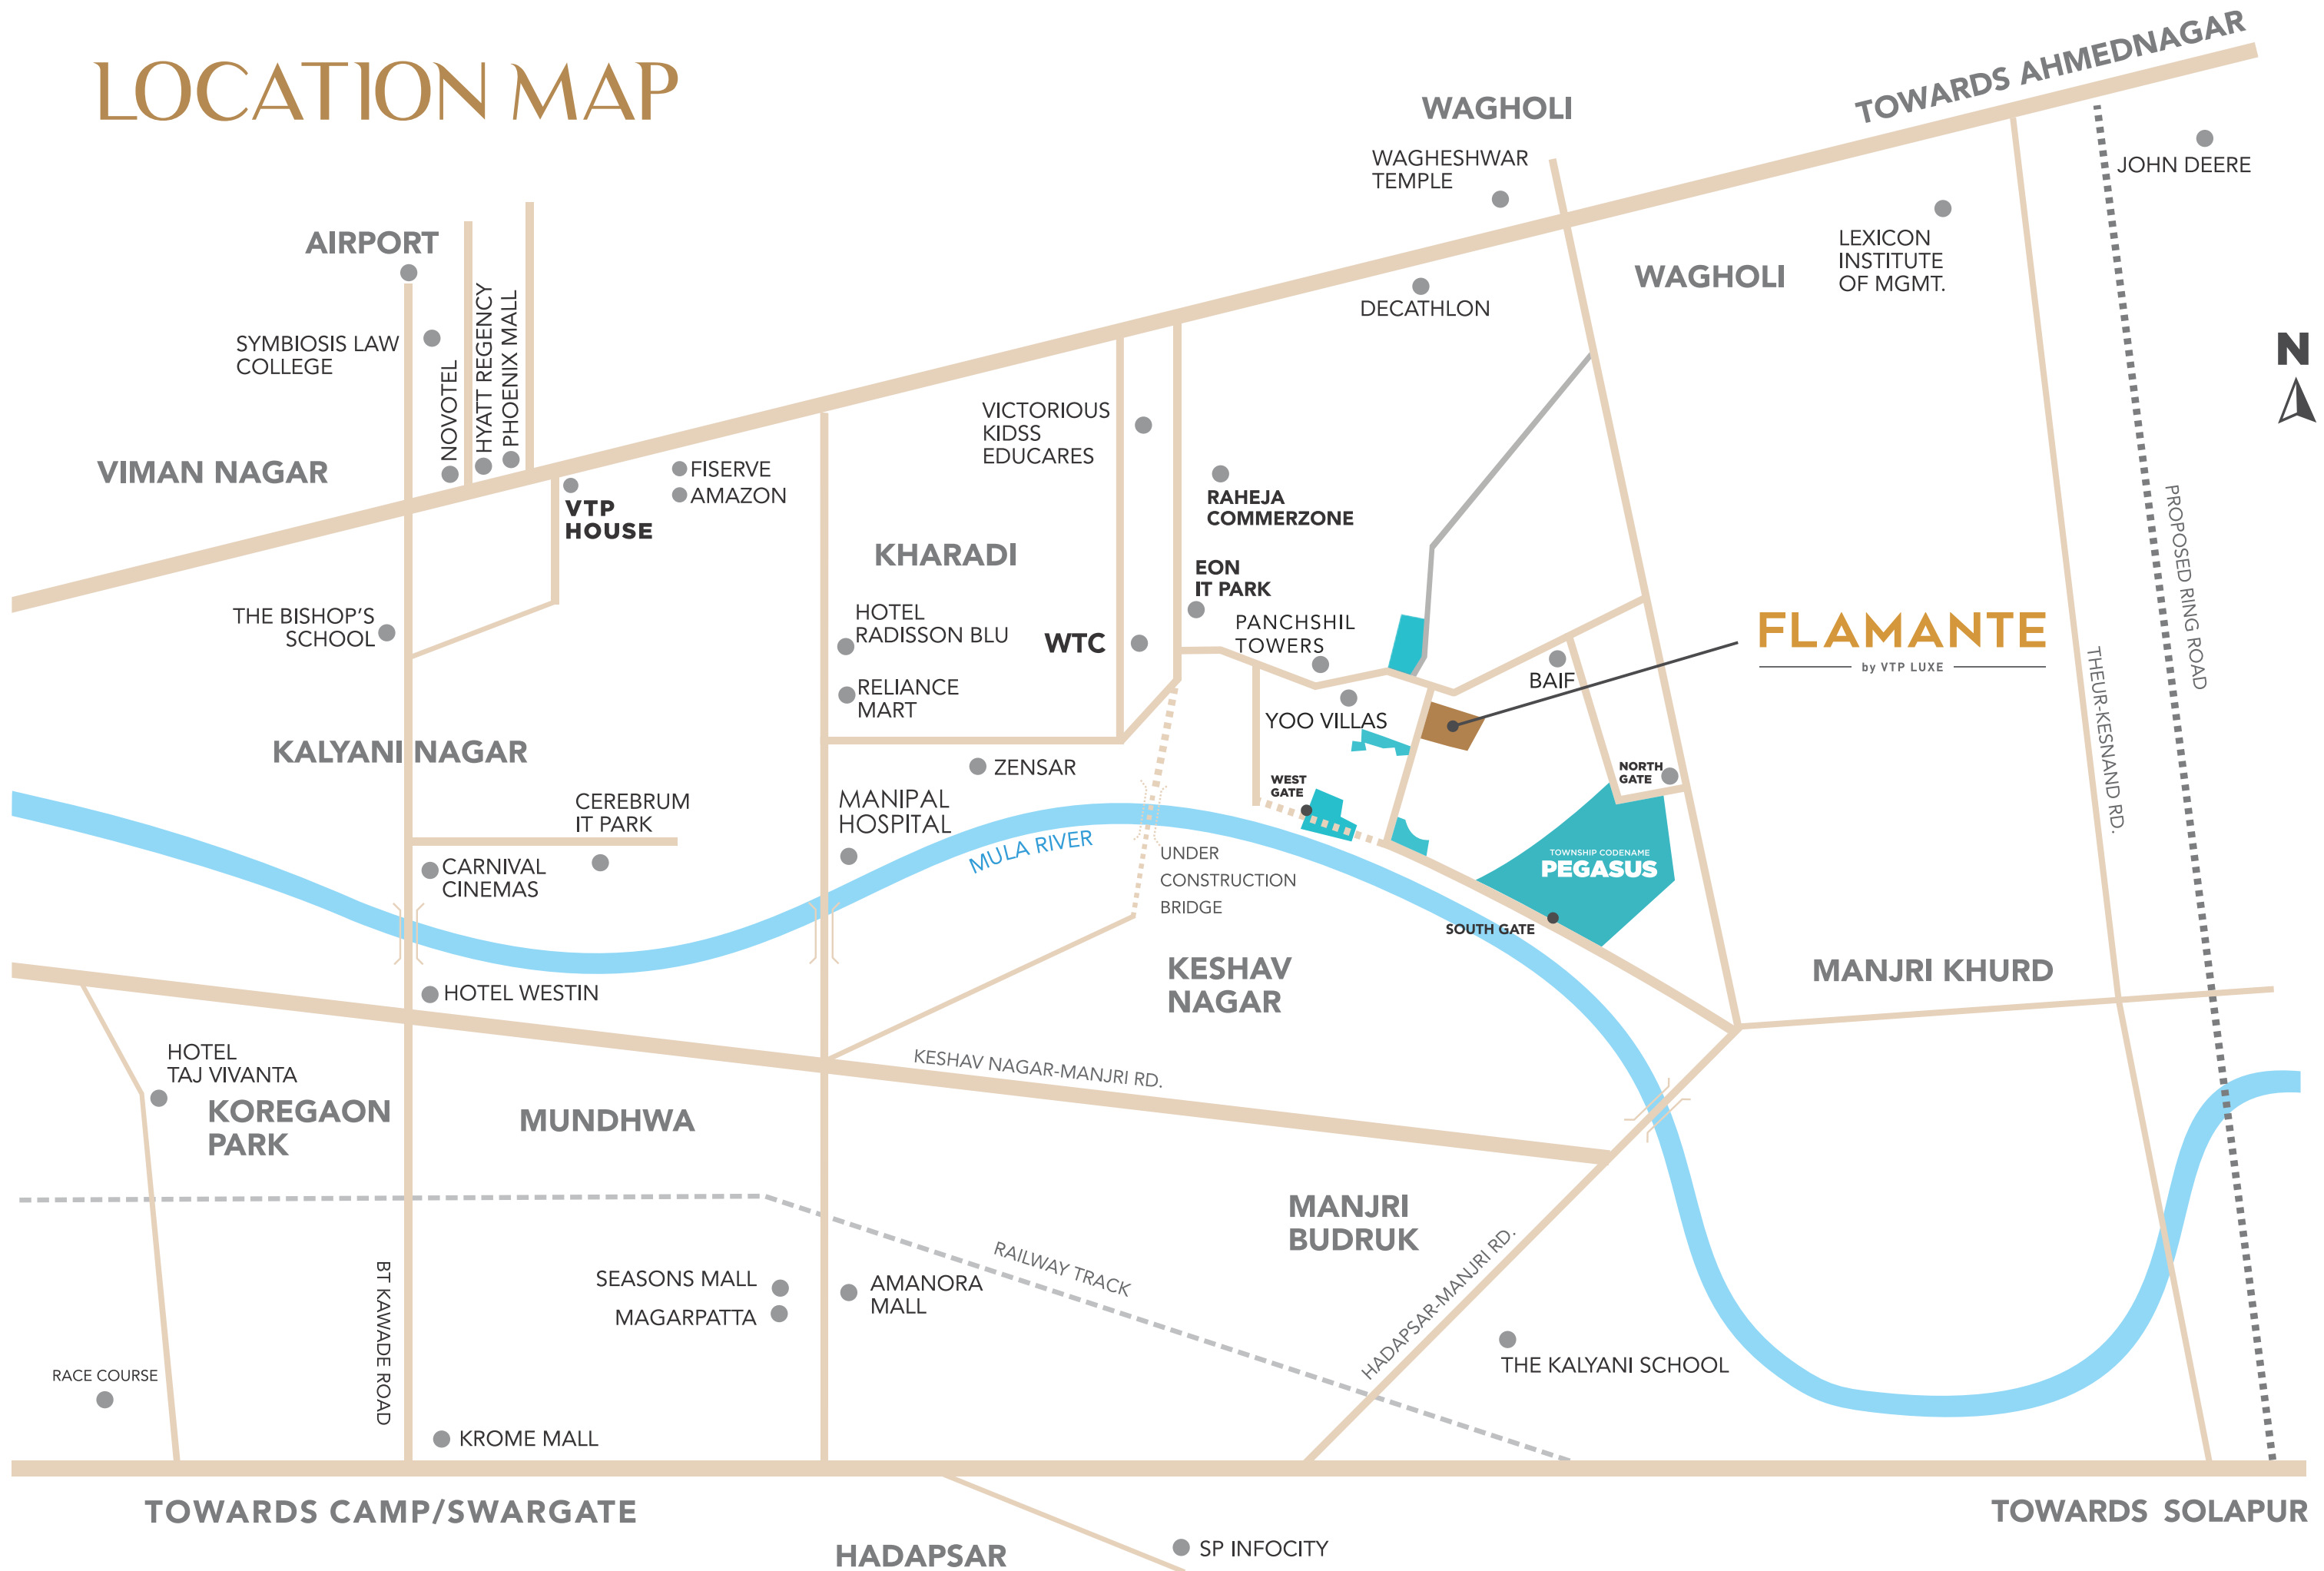 LOCATION MAP
TOWARDS AHMEDNAGAR
WAGHOLI
WAGHESHWAR
TEMPLE
JOHN DEERE
AIRPORT
LEXICON
INSTITUTE
OF MGMT.
WAGHOLI
DECATHLON
SYMBIOSIS LAW
COLLEGE
NOVOTEL
HYATT REGENCY
PHOENIX MALL
N
VICTORIOUS
KIDSS
EDUCARES
VIMAN NAGAR
FISERVE
AMAZON
VTP
HOUSE
RAHEJA
COMMERZONE
KHARADI
EON
IT PARK
PROPOSED RING ROAD
THE BISHOP'S
SCHOOL
HOTEL
RADISSON BLU
WTC
PANCHSHIL
TOWERS
FLAMANTE
by VTP LUXE
BAIF
RELIANCE
MART
YOO VILLAS
THEUR-KESNAND RD.
KALYANI NAGAR
ZENSAR
WEST
GATE
NORTH
GATE
CEREBRUM
IT PARK
MANIPAL
HOSPITAL
MULA RIVER
UNDER
CONSTRUCTION
BRIDGE
TOWNSHIP CODENAME
PEGASUS
CARNIVAL
CINEMAS
SOUTH GATE
HOTEL WESTIN
KESHAV
NAGAR
MANJRI KHURD
HOTEL
TAJ VIVANTA
KESHAV NAGAR-MANJRI RD.
KOREGAON
PARK
MUNDHWA
MANJRI
BUDRUK
RAILWAY TRACK
HADAPSAR-MANJRI RD.
BT KAWADE ROAD
SEASONS MALL
MAGARPATTA
AMANORA
MALL
THE KALYANI SCHOOL
RACE COURSE
KROME MALL
TOWARDS CAMP/SWARGATE
TOWARDS SOLAPUR
HADAPSAR
SP INFOCITY